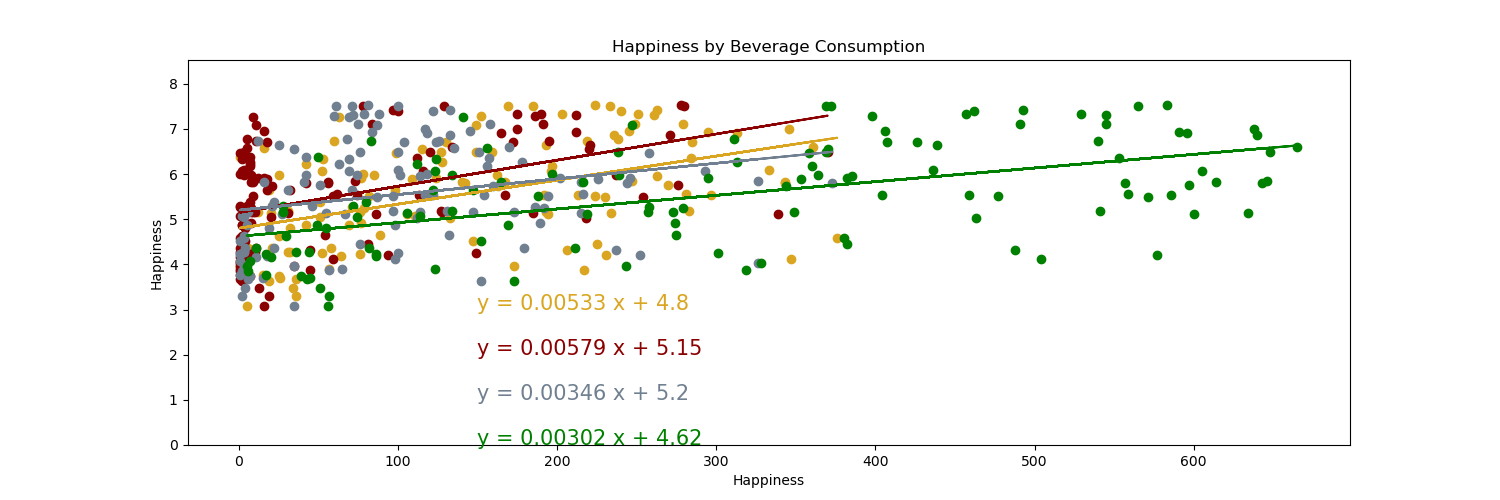 Happiness by Beverage Consumption
Happiness
8
7
6
5
4
3
2
1
0
y = 0.00533 x + 4.8
y = 0.00579 x + 5.15
y = 0.00346 x + 5.2
y = 0.00302 x + 4.62
0 100 200 300 400 500 600
Happiness